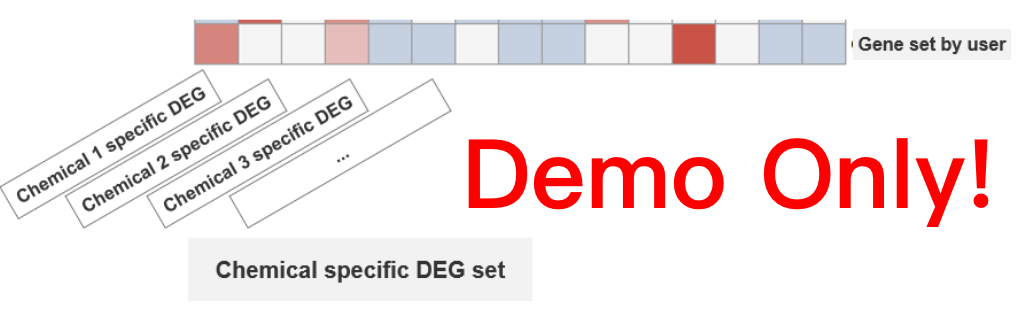 Gene set by user
Chemical 1 specific DEG
Chemical 2 specific DEG
Chemical 3 specific DEG
...
Demo Only!
Chemical specific DEG set